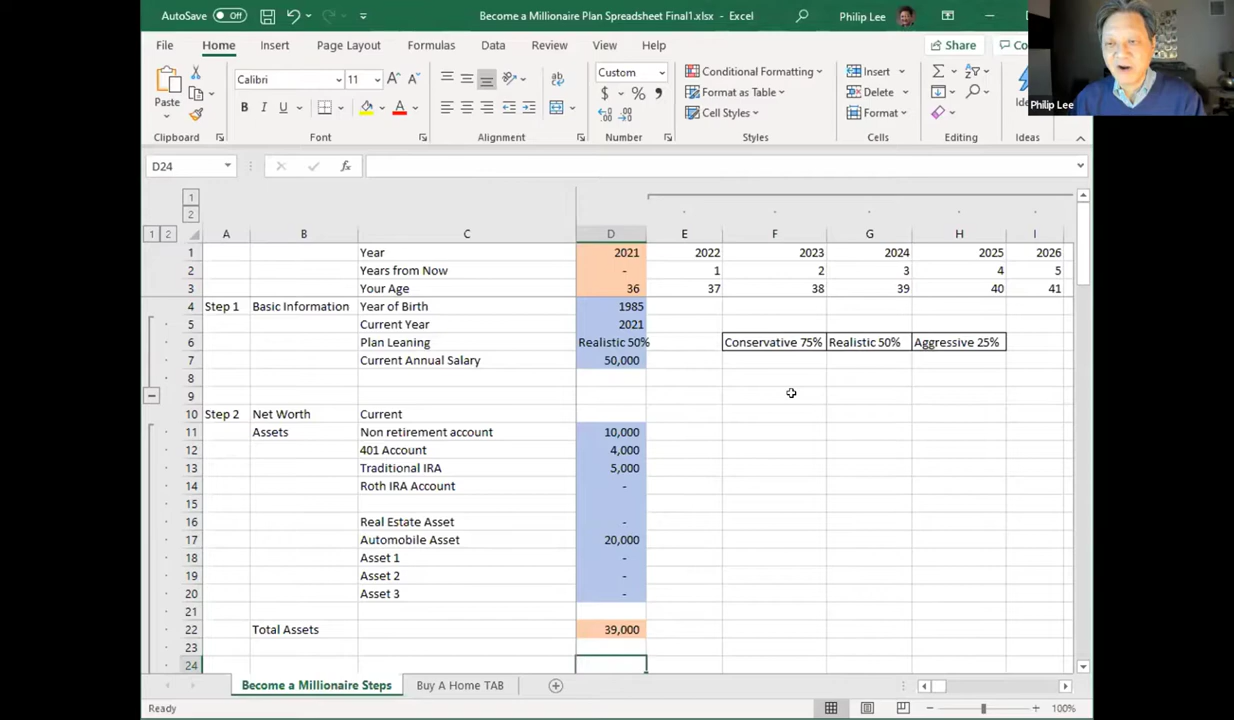 AutoSave Off Become a Millionaire Plan Spreadsheet Final1.xlsx - Excel Philip Lee
File Home Insert Page Layout Formulas Data Review View Help Share Co
Paste Calibri 11 Custom Conditional Formatting Insert
B I U $ % Format as Table Delete
Cell Styles Format Ide
Clipboard Font Alignment Number Styles Cells Editing Ideas
Philip Lee
D24 fx
1
2
1 2 A B C D E F G H I
1 Year 2021 2022 2023 2024 2025 2026
2 Years from Now - 1 2 3 4 5
3 Your Age 36 37 38 39 40 41
4 Step 1 Basic Information Year of Birth 1985
5 Current Year 2021
6 Plan Leaning Realistic 50% Conservative 75% Realistic 50% Aggressive 25%
7 Current Annual Salary 50,000
8
9
10 Step 2 Net Worth Current
11 Assets Non retirement account 10,000
12 401 Account 4,000
13 Traditional IRA 5,000
14 Roth IRA Account -
15
16 Real Estate Asset -
17 Automobile Asset 20,000
18 Asset 1 -
19 Asset 2 -
20 Asset 3 -
21
22 Total Assets 39,000
23
24
Become a Millionaire Steps Buy A Home TAB
Ready 100%